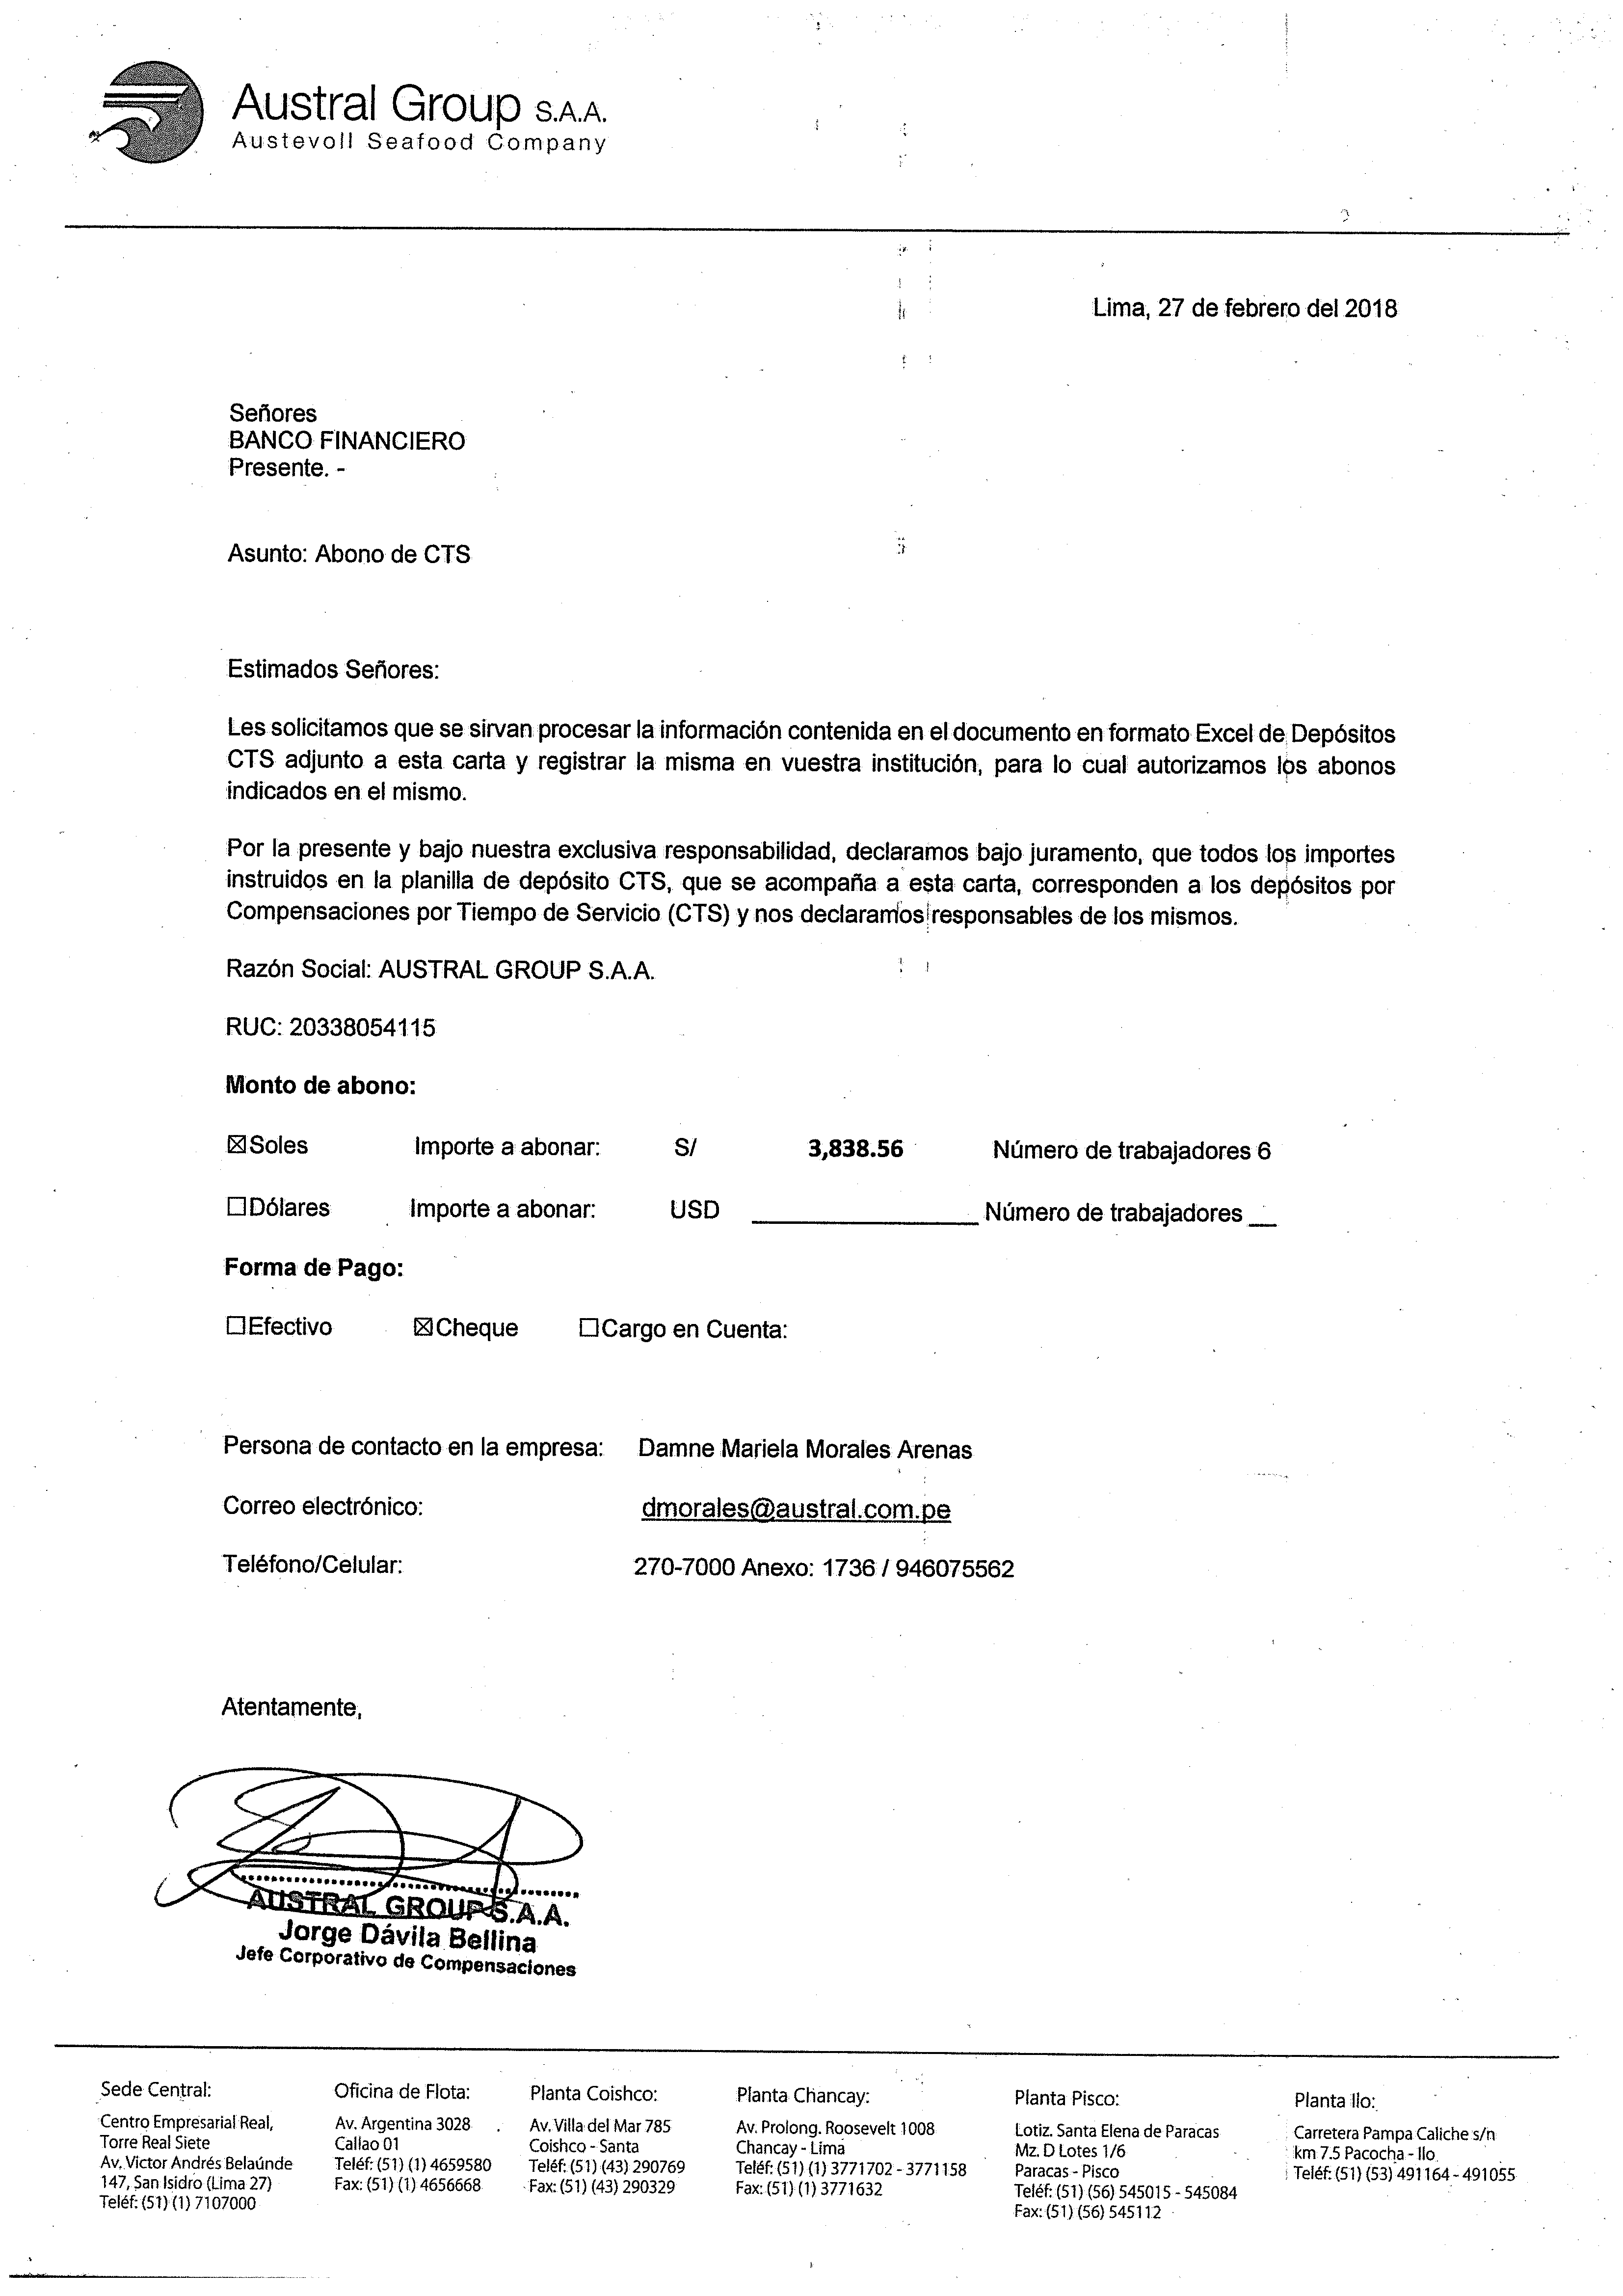 Austral Group S.A.A.
Austevoll Seafood Company
Lima, 27 de febrero del 2018
Señores
BANCO FINANCIERO
Presente. -
Asunto: Abono de CTS
Estimados Señores:
Les solicitamos que se sirvan procesar la información contenida en el documento en formato Excel de Depósitos
CTS adjunto a esta carta y registrar la misma en vuestra institución, para lo cual autorizamos los abonos
indicados en el mismo.
Por la presente y bajo nuestra exclusiva responsabilidad, declaramos bajo juramento, que todos los importes
instruidos en la planilla de depósito CTS, que se acompaña a esta carta, corresponden a los depósitos por
Compensaciones por Tiempo de Servicio (CTS) y nos declaramos responsables de los mismos.
Razón Social: AUSTRAL GROUP S.A.A.
RUC: 20338054115
Monto de abono:
☒Soles Importe a abonar: S/ 3,838.56 Número de trabajadores 6
☐Dólares Importe a abonar: USD ____________ Número de trabajadores __
Forma de Pago:
☐Efectivo ☒Cheque ☐Cargo en Cuenta:
Persona de contacto en la empresa: Damne Mariela Morales Arenas
Correo electrónico: dmorales@austral.com.pe
Teléfono/Celular: 270-7000 Anexo: 1736 / 946075562
Atentamente,
AUSTRAL GROUP S.A.A.
Jorge Dávila Bellina
Jefe Corporativo de Compensaciones
Sede Central:
Centro Empresarial Real,
Torre Real Siete
Av. Victor Andrés Belaúnde
147, San Isidro (Lima 27)
Teléf: (51) (1) 7107000
Oficina de Flota:
Av. Argentina 3028
Callao 01
Teléf: (51) (1) 4659580
Fax: (51) (1) 4656668
Planta Coishco:
Av. Villa del Mar 785
Coishco - Santa
Teléf: (51) (43) 290769
Fax: (51) (43) 290329
Planta Chancay:
Av. Prolong. Roosevelt 1008
Chancay - Lima
Teléf: (51) (1) 3771702 - 3771158
Fax: (51) (1) 3771632
Planta Pisco:
Lotiz. Santa Elena de Paracas
Mz. D Lotes 1/6
Paracas - Pisco
Teléf: (51) (56) 545015 - 545084
Fax: (51) (56) 545112
Planta Ilo:
Carretera Pampa Caliche s/n
km 7.5 Pacocha - Ilo
Teléf: (51) (53) 491164 - 491055